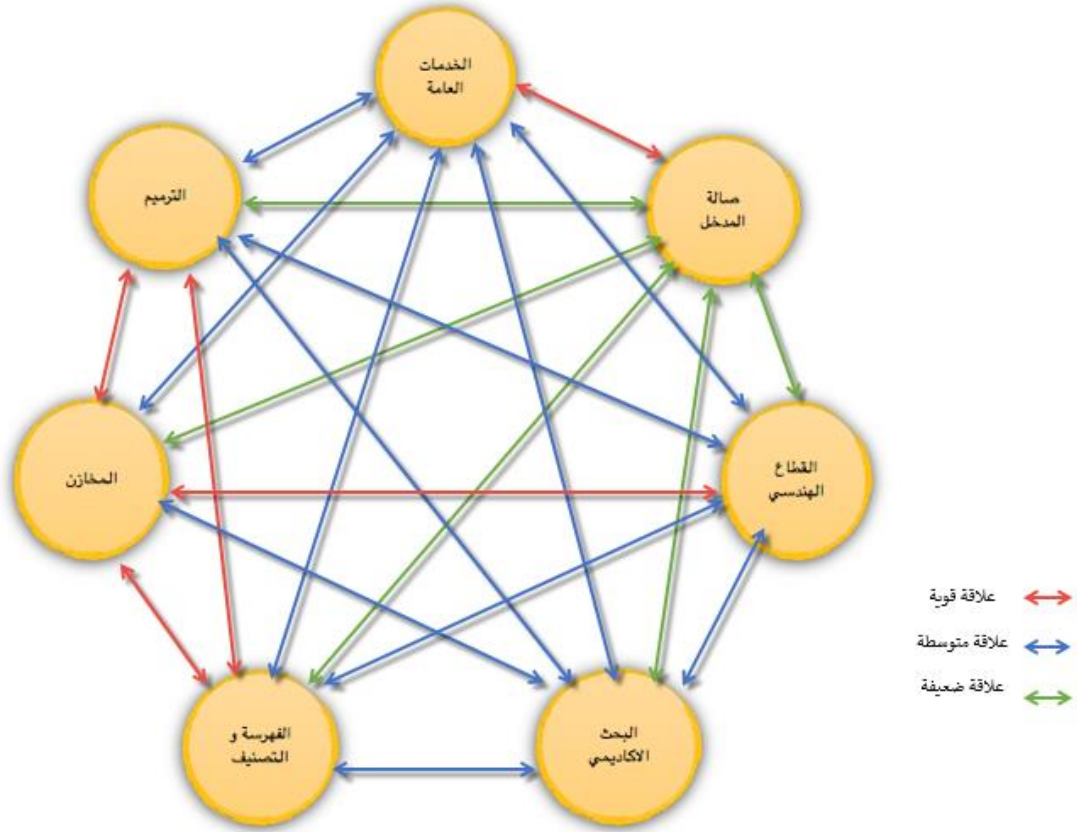 الخدمات
العامة
صالة
المدخل
الترميم
القطاع
الهندسي
المخازن
البحث
الاكاديمي
الفهرسة و
التصنيف
علاقة قوية
علاقة متوسطة
علاقة ضعيفة